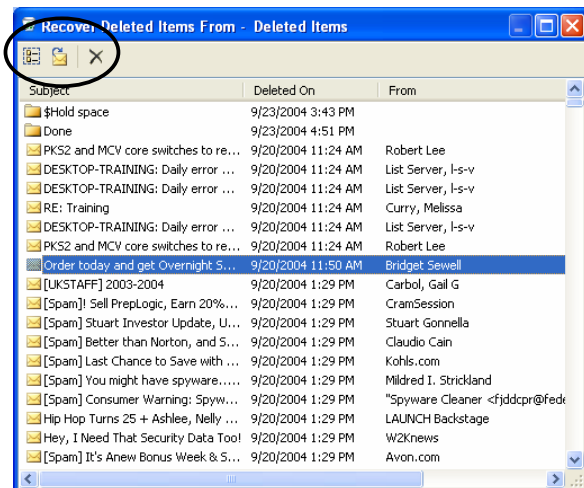 Recover Deleted Items From - Deleted Items
Subject Deleted On From
$Hold space 9/23/2004 3:43 PM
Done 9/23/2004 4:51 PM
PKS2 and MCV core switches to re... 9/20/2004 11:24 AM Robert Lee
DESKTOP-TRAINING: Daily error ... 9/20/2004 11:24 AM List Server, l-s-v
DESKTOP-TRAINING: Daily error ... 9/20/2004 11:24 AM List Server, l-s-v
RE: Training 9/20/2004 11:24 AM Curry, Melissa
DESKTOP-TRAINING: Daily error ... 9/20/2004 11:24 AM List Server, l-s-v
PKS2 and MCV core switches to re... 9/20/2004 11:24 AM Robert Lee
Order today and get Overnight S... 9/20/2004 11:50 AM Bridget Sewell
[UKSTAFF] 2003-2004 9/20/2004 1:29 PM Carbol, Gail G
[Spam]! Sell PrepLogic, Earn 20%... 9/20/2004 1:29 PM CramSession
[Spam] Stuart Investor Update, U... 9/20/2004 1:29 PM Stuart Gonnella
[Spam] Better than Norton, and S... 9/20/2004 1:29 PM Claudio Cain
[Spam] Last Chance to Save with ... 9/20/2004 1:29 PM Kohls.com
[Spam] You might have spyware..... 9/20/2004 1:29 PM Mildred I. Strickland
[Spam] Consumer Warning: Spyw... 9/20/2004 1:29 PM "Spyware Cleaner <fjddcpr@fede
Hip Hop Turns 25 + Ashlee, Nelly ... 9/20/2004 1:29 PM LAUNCH Backstage
Hey, I Need That Security Data Too! 9/20/2004 1:29 PM W2Knews
[Spam] It's Anew Bonus Week & S... 9/20/2004 1:29 PM Avon.com